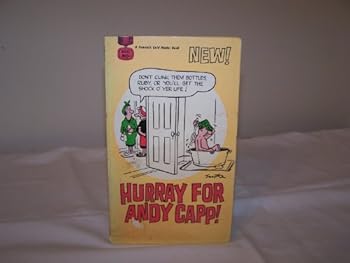 A Fawcett Gold Medal Book
NEW!
DON'T CLINK THEM BOTTLES,
RUBY, OR YOU'LL GET THE
SHOCK O' YER LIFE!
HURRAY FOR
ANDY CAPP!